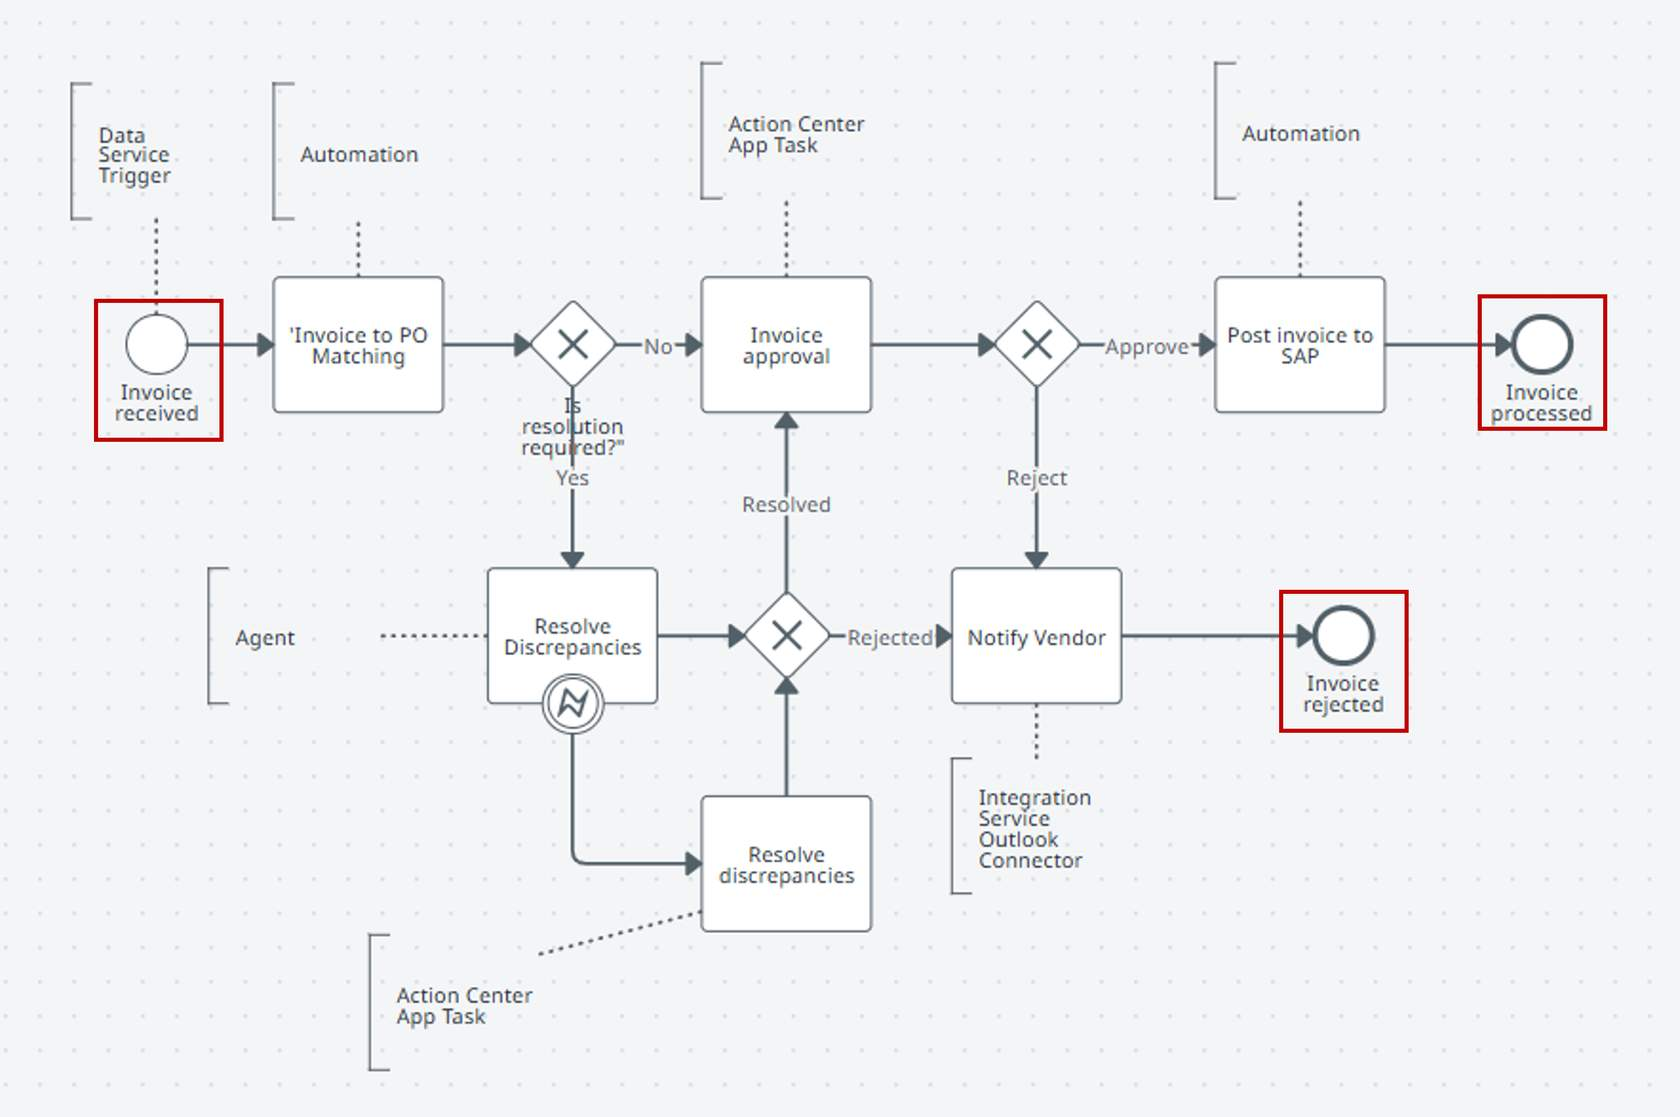 Data
Service
Trigger
Automation
Action Center
App Task
Automation
Invoice
received
'Invoice to PO
Matching
No
Invoice
approval
Approve
Post invoice to
SAP
Invoice
processed
Is
resolution
required?"
Yes
Resolved
Reject
Agent
Resolve
Discrepancies
Rejected
Notify Vendor
Invoice
rejected
Integration
Service
Outlook
Connector
Resolve
discrepancies
Action Center
App Task